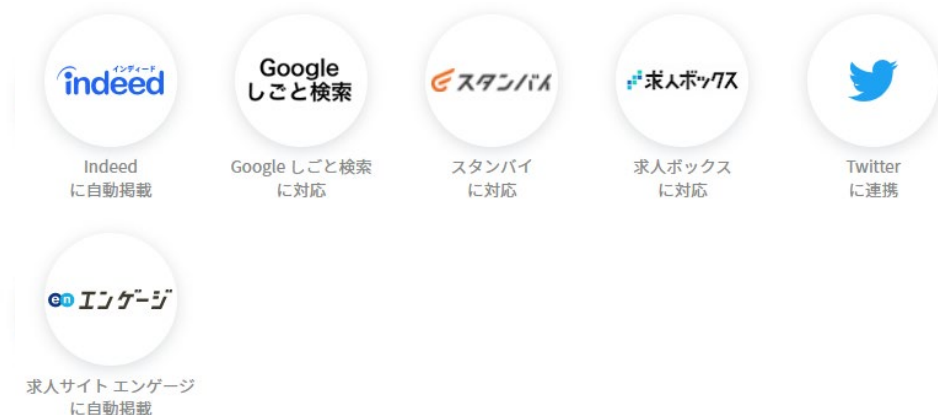 インディード
indeed
Google
しごと検索
スタンバイ
求人ボックス
Indeed
に自動掲載
Google しごと検索
に対応
スタンバイ
に対応
求人ボックス
に対応
Twitter
に連携
en エンゲージ
求人サイト エンゲージ
に自動掲載